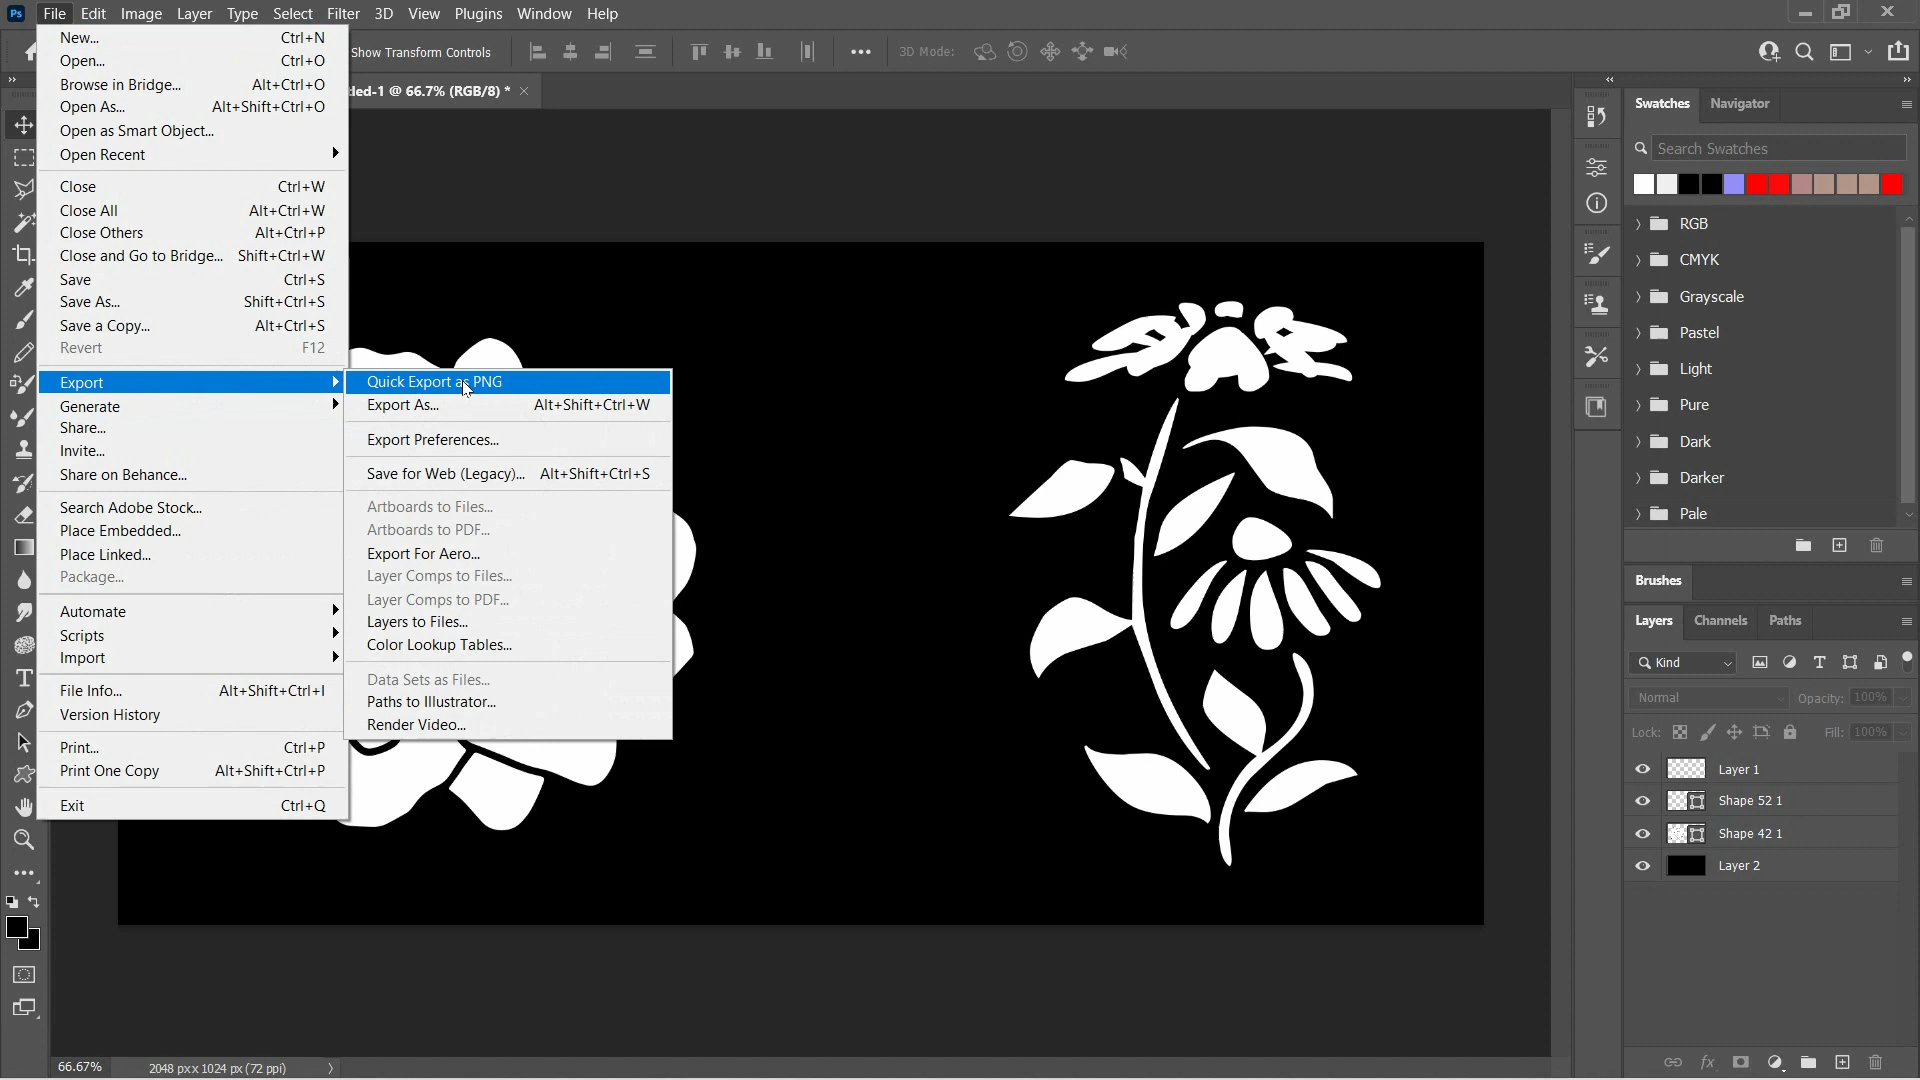 Ps File Edit Image Layer Type Select Filter 3D View Plugins Window Help
Show Transform Controls
3D Mode:
led-1 @ 66.7% (RGB/8) *
New... Ctrl+N
Open... Ctrl+O
Browse in Bridge... Alt+Ctrl+O
Open As... Alt+Shift+Ctrl+O
Open as Smart Object...
Open Recent
Close Ctrl+W
Close All Alt+Ctrl+W
Close Others Alt+Ctrl+P
Close and Go to Bridge... Shift+Ctrl+W
Save Ctrl+S
Save As... Shift+Ctrl+S
Save a Copy... Alt+Ctrl+S
Revert F12
Export
Generate
Share...
Invite...
Share on Behance...
Search Adobe Stock...
Place Embedded...
Place Linked...
Package...
Automate
Scripts
Import
File Info... Alt+Shift+Ctrl+I
Version History
Print... Ctrl+P
Print One Copy Alt+Shift+Ctrl+P
Exit Ctrl+Q
Quick Export as PNG
Export As... Alt+Shift+Ctrl+W
Export Preferences...
Save for Web (Legacy)... Alt+Shift+Ctrl+S
Artboards to Files...
Artboards to PDF...
Export For Aero...
Layer Comps to Files...
Layer Comps to PDF...
Layers to Files...
Color Lookup Tables...
Data Sets as Files...
Paths to Illustrator...
Render Video...
Swatches Navigator
Search Swatches
RGB
CMYK
Grayscale
Pastel
Light
Pure
Dark
Darker
Pale
Brushes
Layers Channels Paths
Kind
Normal Opacity: 100%
Lock: Fill: 100%
Layer 1
Shape 52 1
Shape 42 1
Layer 2
fx
66.67% 2048 px x 1024 px (72 ppi)